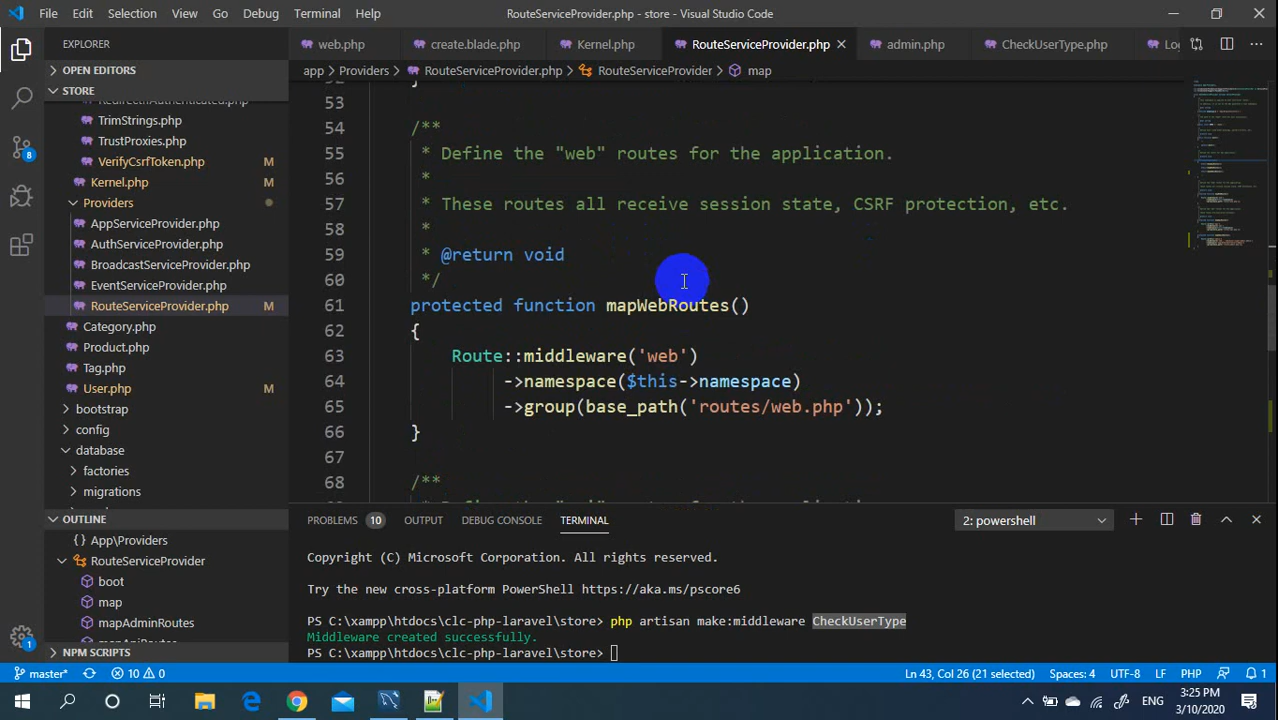 File Edit Selection View Go Debug Terminal Help RouteServiceProvider.php - store - Visual Studio Code
EXPLORER
web.php create.blade.php Kernel.php RouteServiceProvider.php admin.php CheckUserType.php
OPEN EDITORS
app > Providers > RouteServiceProvider.php > RouteServiceProvider > map
STORE
TrimStrings.php
TrustProxies.php
VerifyCsrfToken.php M
Kernel.php M
Providers
AppServiceProvider.php
AuthServiceProvider.php
BroadcastServiceProvider.php
EventServiceProvider.php
RouteServiceProvider.php
Category.php
Product.php
Tag.php
User.php M
bootstrap
config
database
factories
migrations
OUTLINE
App\Providers
RouteServiceProvider
boot
map
mapAdminRoutes
NPM SCRIPTS
53
54 /**
55 * Define the "web" routes for the application.
56 *
57 * These routes all receive session state, CSRF protection, etc.
58 *
59 * @return void
60 */
61 protected function mapWebRoutes()
62 {
63 Route::middleware('web')
64 ->namespace($this->namespace)
65 ->group(base_path('routes/web.php'));
66 }
67
68 /**
PROBLEMS 10 OUTPUT DEBUG CONSOLE TERMINAL 2: powershell
Copyright (C) Microsoft Corporation. All rights reserved.
Try the new cross-platform PowerShell https://aka.ms/pscore6
PS C:\xampp\htdocs\clc-php-laravel\store> php artisan make:middleware CheckUserType
Middleware created successfully.
PS C:\xampp\htdocs\clc-php-laravel\store>
8
1
master* 10 0 Ln 43, Col 26 (21 selected) Spaces: 4 UTF-8 LF PHP 1
ENG 3:25 PM
3/10/2020